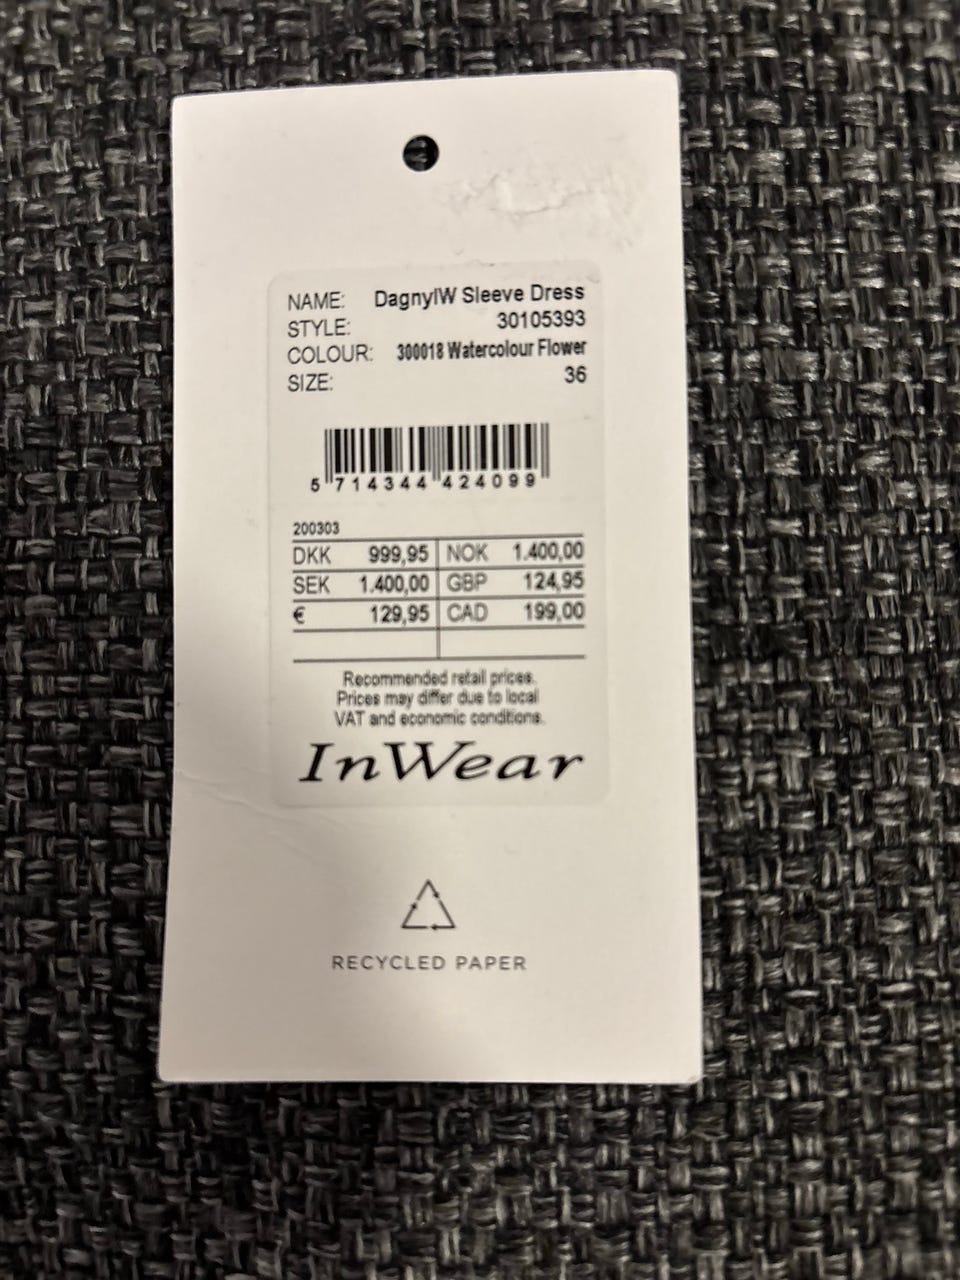 NAME: DagnyIW Sleeve Dress
STYLE: 30105393
COLOUR: 300018 Watercolour Flower
SIZE: 36
5 714344 424099
200303
DKK 999,95 NOK 1.400,00
SEK 1.400,00 GBP 124,95
€ 129,95 CAD 199,00
Recommended retail prices.
Prices may differ due to local
VAT and economic conditions.
InWear
RECYCLED PAPER